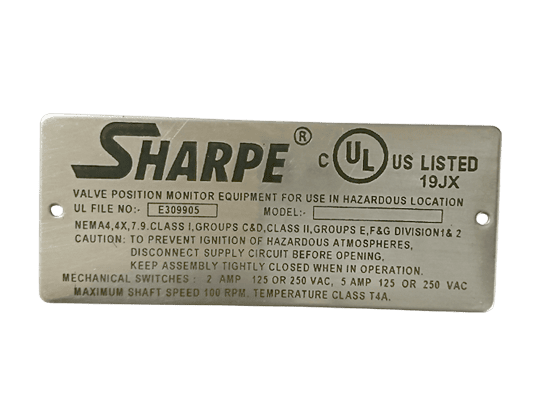 SHARPE ®
C UL US LISTED
19JX
VALVE POSITION MONITOR EQUIPMENT FOR USE IN HAZARDOUS LOCATION
UL FILE NO:- E309905 MODEL:-
NEMA4,4X,7.9.CLASS I,GROUPS C&D,CLASS II,GROUPS E,F&G DIVISION1& 2
CAUTION: TO PREVENT IGNITION OF HAZARDOUS ATMOSPHERES,
DISCONNECT SUPPLY CIRCUIT BEFORE OPENING,
KEEP ASSEMBLY TIGHTLY CLOSED WHEN IN OPERATION.
MECHANICAL SWITCHES : 2 AMP 125 OR 250 VAC, 5 AMP 125 OR 250 VAC
MAXIMUM SHAFT SPEED 100 RPM. TEMPERATURE CLASS T4A.